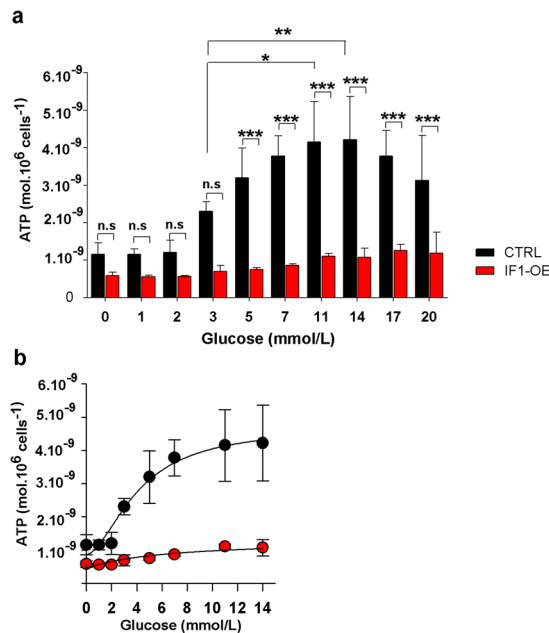 a
**
*
6.10⁻⁹
5.10⁻⁹
4.10⁻⁹
3.10⁻⁹
2.10⁻⁹
1.10⁻⁹
0
ATP (mol.10⁶ cells⁻¹)
n.s n.s n.s n.s *** *** *** *** *** ***
0 1 2 3 5 7 11 14 17 20
Glucose (mmol/L)
CTRL
IF1-OE
b
6.10⁻⁹
5.10⁻⁹
4.10⁻⁹
3.10⁻⁹
2.10⁻⁹
1.10⁻⁹
ATP (mol.10⁶ cells⁻¹)
0 2 4 6 8 10 12 14
Glucose (mmol/L)